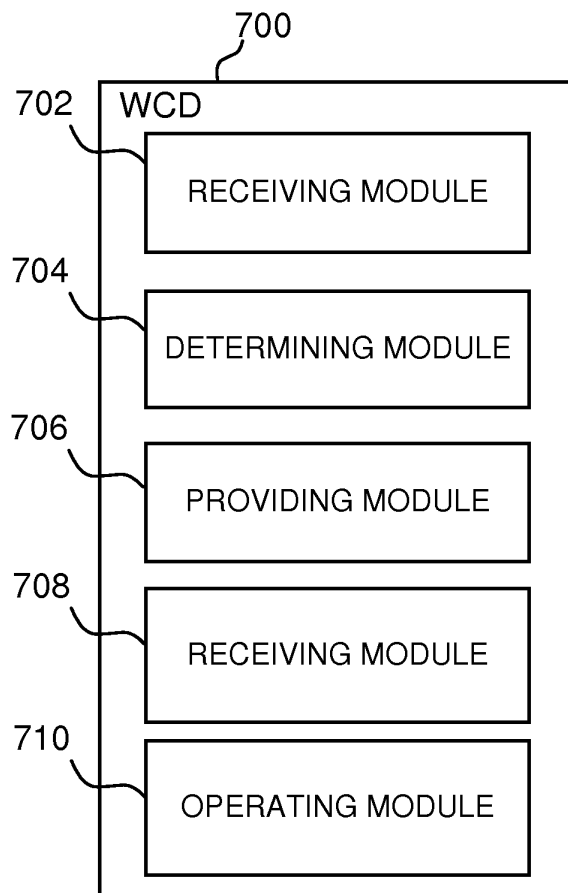 700
WCD
702
RECEIVING MODULE
704
DETERMINING MODULE
706
PROVIDING MODULE
708
RECEIVING MODULE
710
OPERATING MODULE